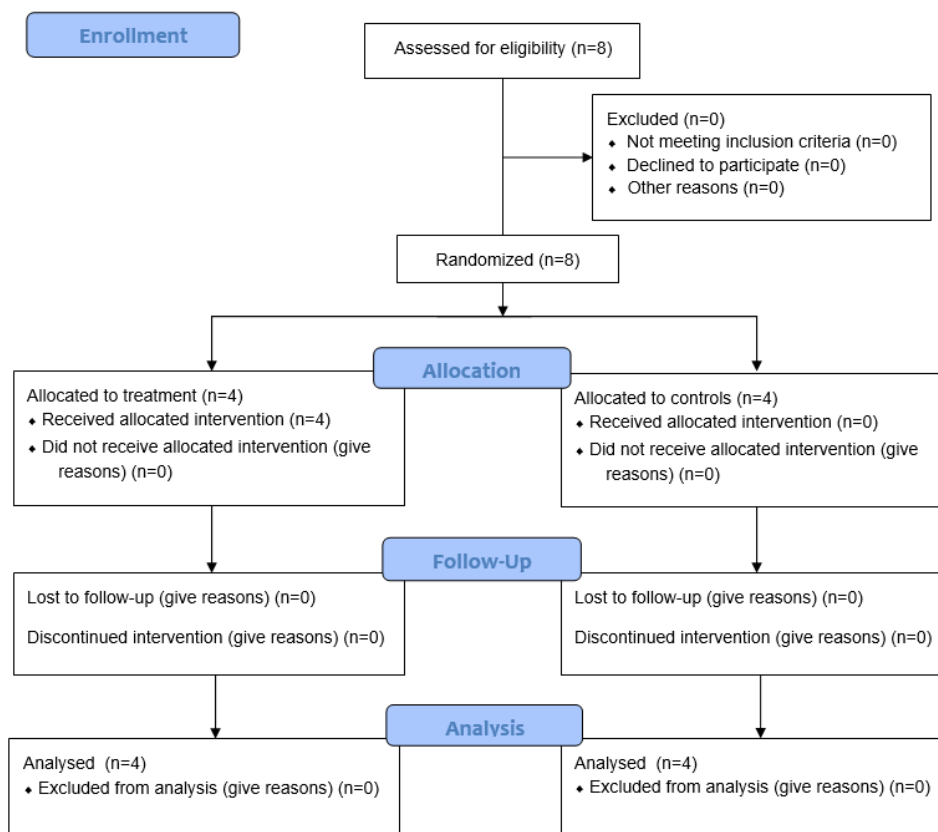 Enrollment
Assessed for eligibility (n=8)
Excluded (n=0)
⬥ Not meeting inclusion criteria (n=0)
⬥ Declined to participate (n=0)
⬥ Other reasons (n=0)
Randomized (n=8)
Allocation
Allocated to treatment (n=4)
⬥ Received allocated intervention (n=4)
⬥ Did not receive allocated intervention (give
reasons) (n=0)
Allocated to controls (n=4)
⬥ Received allocated intervention (n=0)
⬥ Did not receive allocated intervention (give
reasons) (n=0)
Follow-Up
Lost to follow-up (give reasons) (n=0)
Discontinued intervention (give reasons) (n=0)
Lost to follow-up (give reasons) (n=0)
Discontinued intervention (give reasons) (n=0)
Analysis
Analysed (n=4)
⬥ Excluded from analysis (give reasons) (n=0)
Analysed (n=4)
⬥ Excluded from analysis (give reasons) (n=0)